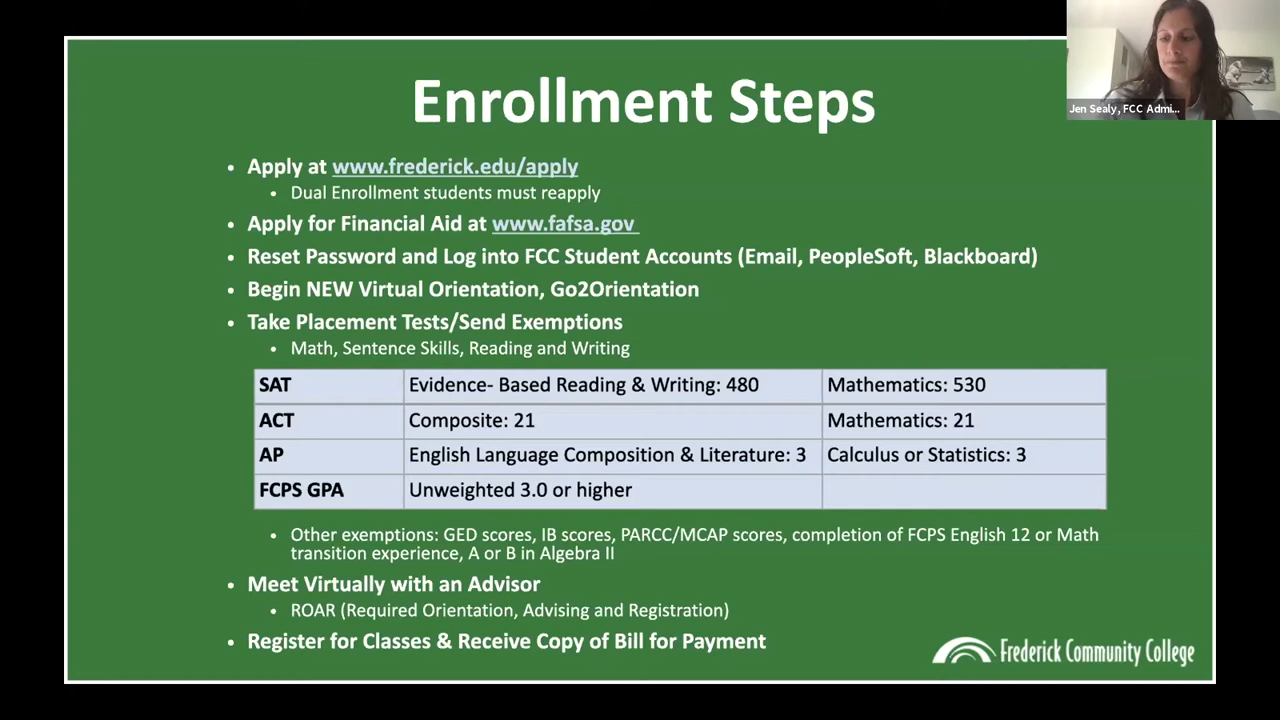 Enrollment Steps
Jen Sealy, FCC Admi...
• Apply at www.frederick.edu/apply
• Dual Enrollment students must reapply
• Apply for Financial Aid at www.fafsa.gov
• Reset Password and Log into FCC Student Accounts (Email, PeopleSoft, Blackboard)
• Begin NEW Virtual Orientation, Go2Orientation
• Take Placement Tests/Send Exemptions
• Math, Sentence Skills, Reading and Writing
SAT Evidence- Based Reading & Writing: 480 Mathematics: 530
ACT Composite: 21 Mathematics: 21
AP English Language Composition & Literature: 3 Calculus or Statistics: 3
FCPS GPA Unweighted 3.0 or higher
• Other exemptions: GED scores, IB scores, PARCC/MCAP scores, completion of FCPS English 12 or Math
transition experience, A or B in Algebra II
• Meet Virtually with an Advisor
• ROAR (Required Orientation, Advising and Registration)
• Register for Classes & Receive Copy of Bill for Payment
Frederick Community College